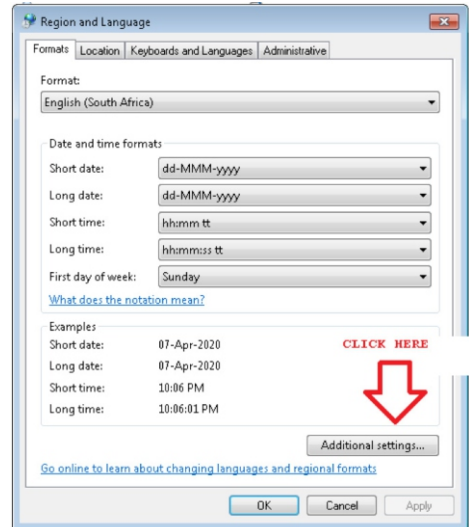 Region and Language
Formats Location Keyboards and Languages Administrative
Format:
English (South Africa)
Date and time formats
Short date: dd-MMM-yyyy
Long date: dd-MMM-yyyy
Short time: hh:mm tt
Long time: hh:mm:ss tt
First day of week: Sunday
What does the notation mean?
Examples
Short date: 07-Apr-2020
CLICK HERE
Long date: 07-Apr-2020
Short time: 10:06 PM
Long time: 10:06:01 PM
Additional settings...
Go online to learn about changing languages and regional formats
OK Cancel Apply